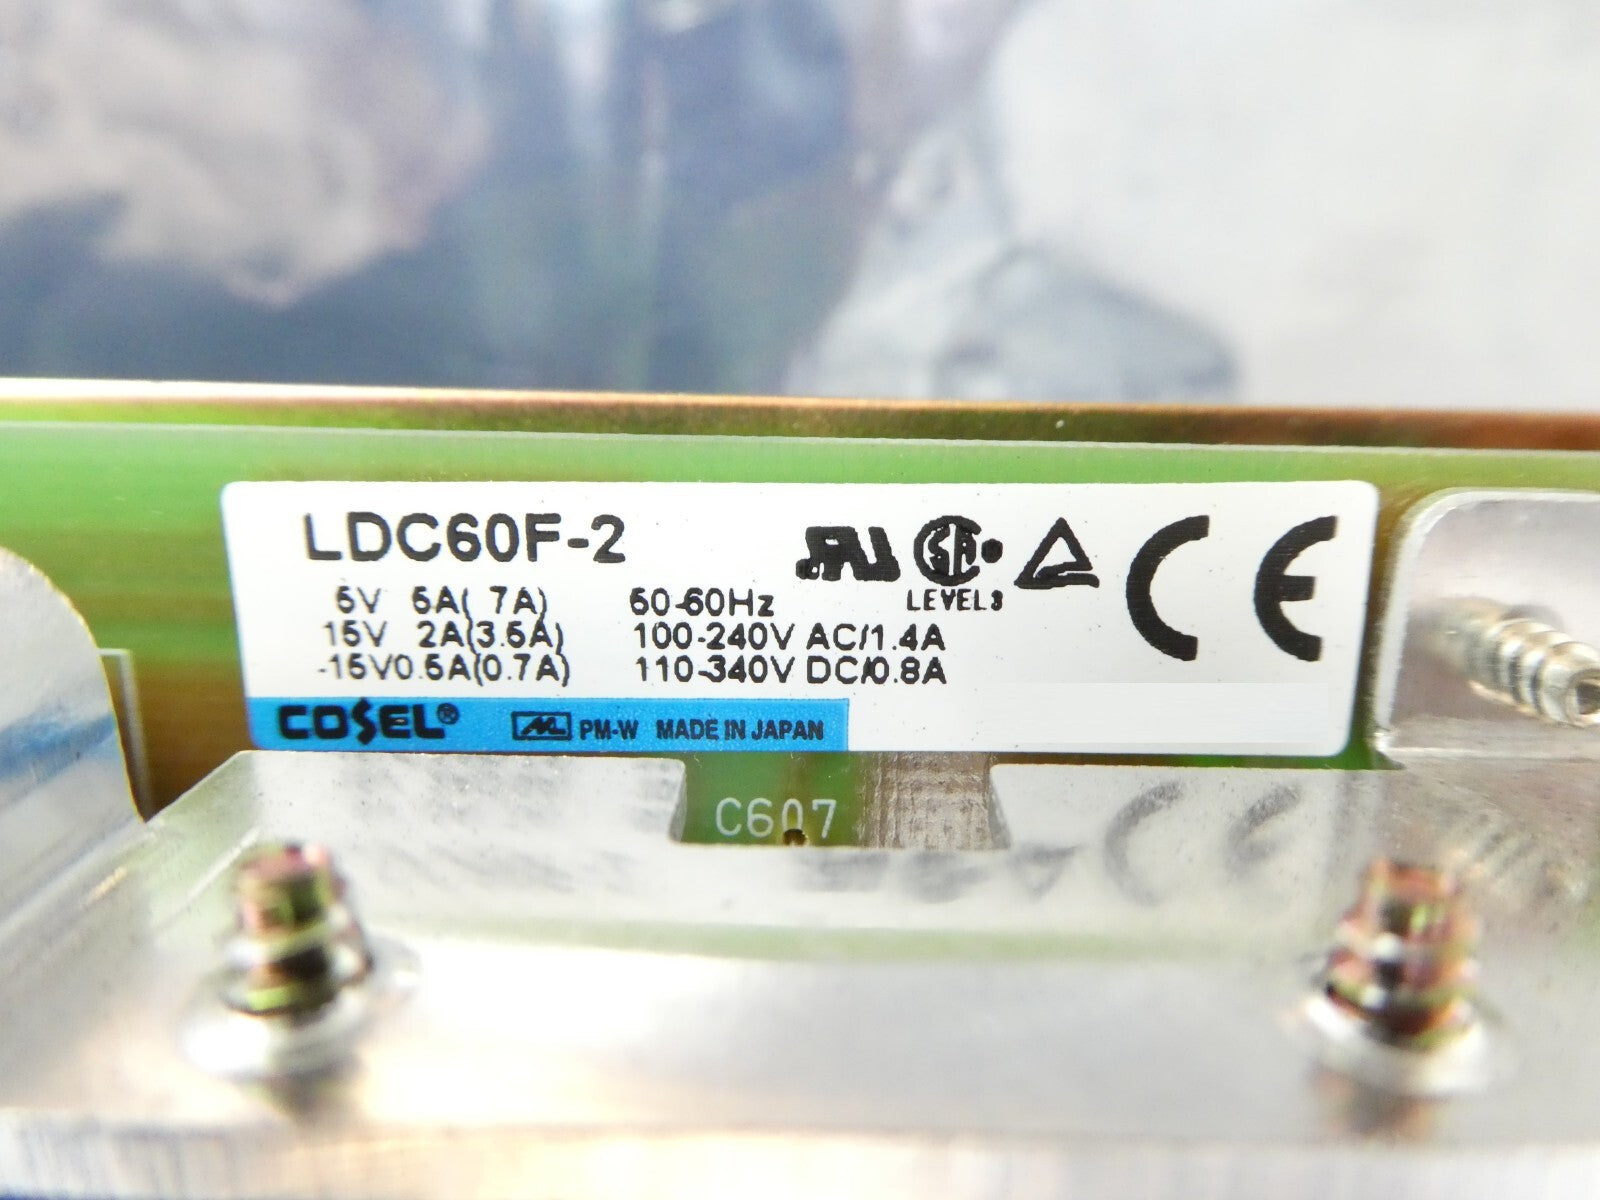 LDC60F-2
5V 5A( 7A) 50-60Hz
15V 2A(3.5A) 100-240V AC/1.4A
-15V0.5A(0.7A) 110-340V DC/0.8A
LEVEL3
CE
COSEL® PM-W MADE IN JAPAN
C607